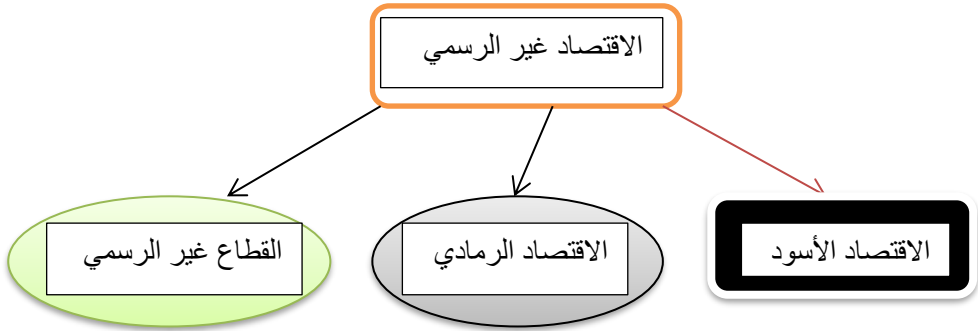 الاقتصاد غير الرسمي
الاقتصاد الأسود
الاقتصاد الرمادي
القطاع غير الرسمي